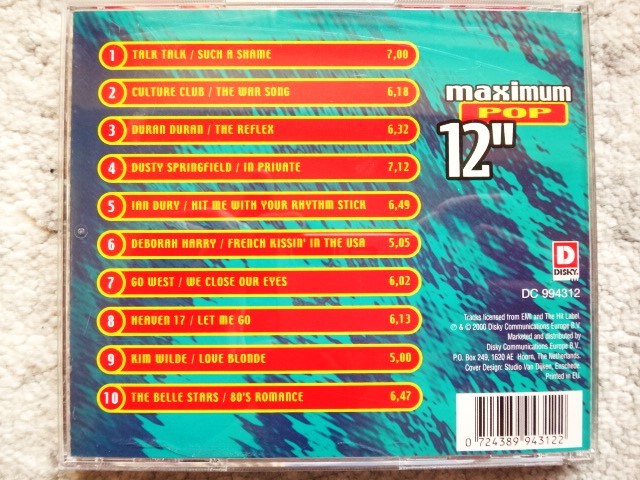 1 TALK TALK / SUCH A SHAME 7,00
2 CULTURE CLUB / THE WAR SONG 6,18
3 DURAN DURAN / THE REFLEX 6,32
4 DUSTY SPRINGFIELD / IN PRIVATE 7,12
5 IAN DURY / HIT ME WITH YOUR RHYTHM STICK 6,49
6 DEBORAH HARRY / FRENCH KISSIN' IN THE USA 5,05
7 GO WEST / WE CLOSE OUR EYES 6,02
8 HEAVEN 17 / LET ME GO 6,13
9 KIM WILDE / LOVE BLONDE 5,00
10 THE BELLE STARS / 80'S ROMANCE 6,47
maximum
POP
12"
D
DISKY
DC 994312
Tracks licensed from EMI and The Hit Label.
℗ & © 2000 Disky Communications Europe B.V.
Marketed and distributed by
Disky Communications Europe B.V.
P.O. Box 249, 1620 AE Hoorn, The Netherlands.
Cover Design: Studio Van Dijken, Enschede
Printed in EU.
0 724389 943122